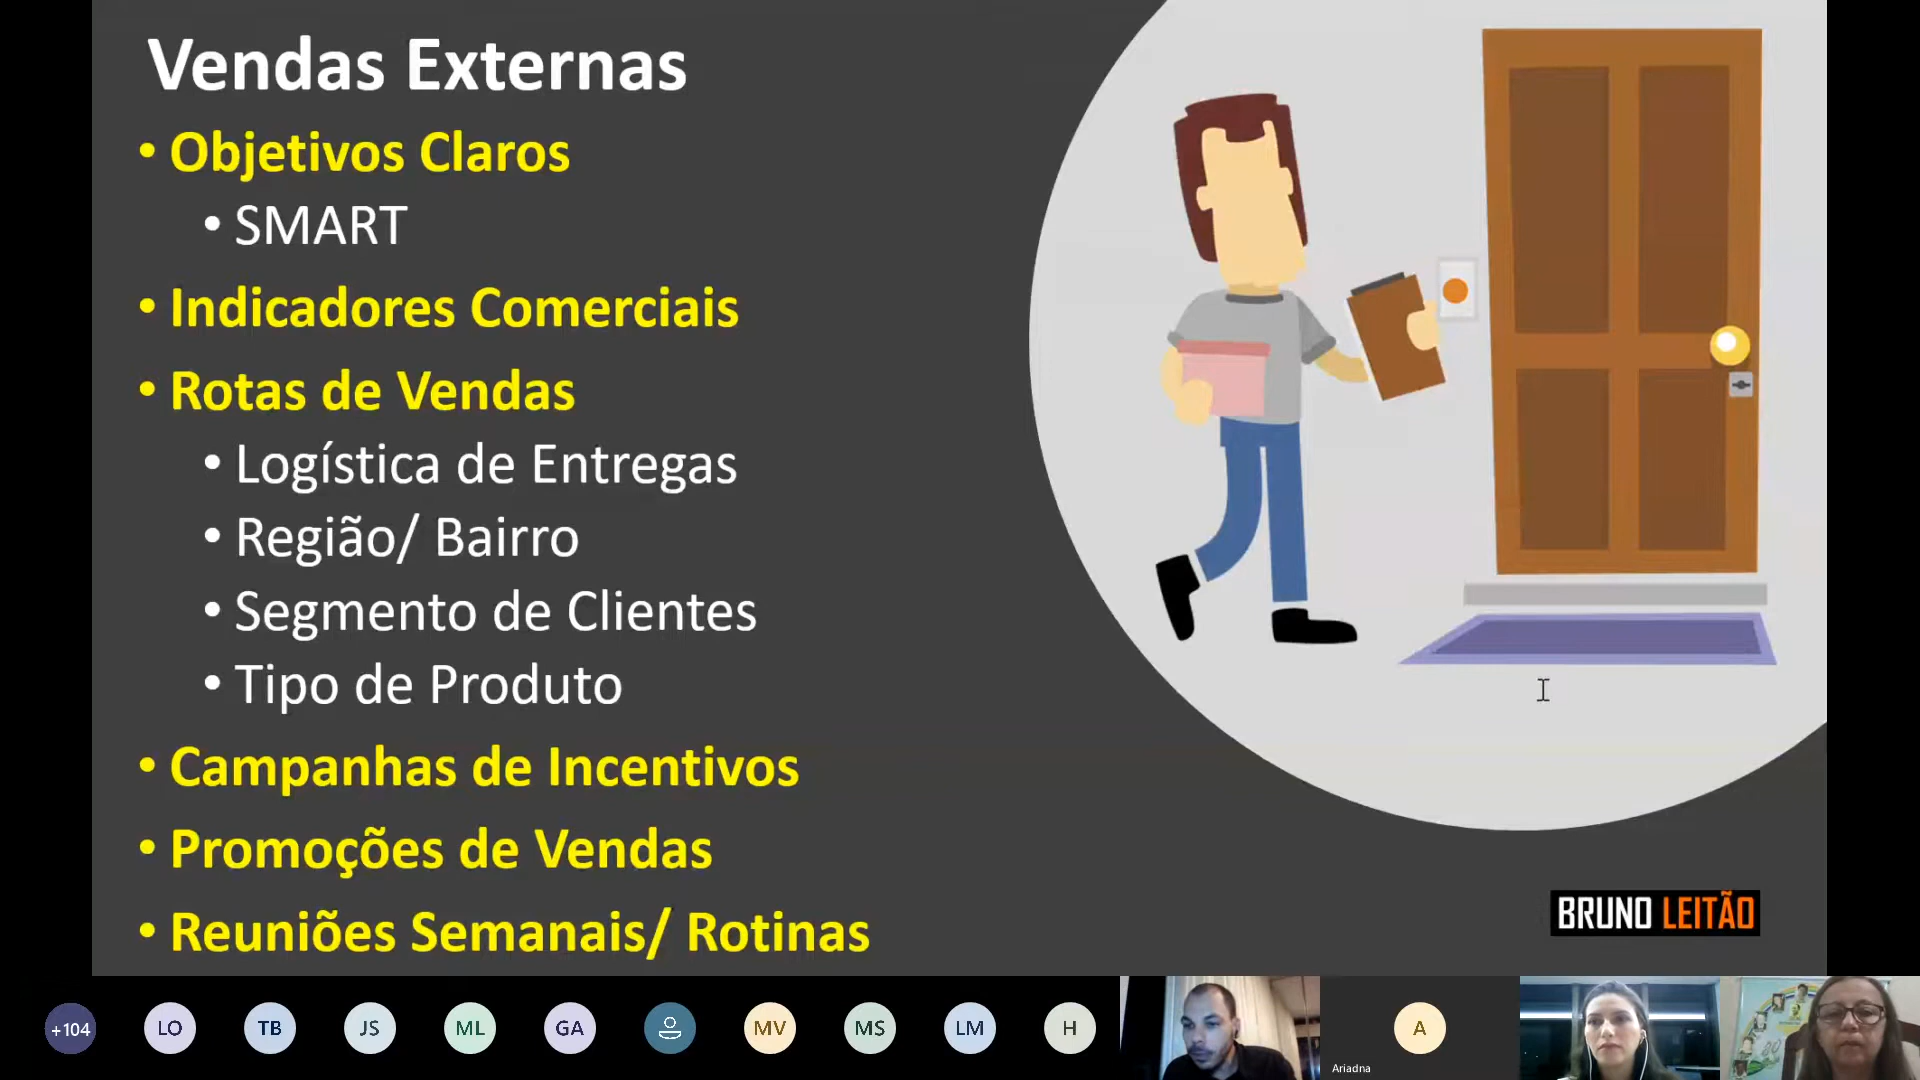 Vendas Externas
• Objetivos Claros
• SMART
• Indicadores Comerciais
• Rotas de Vendas
• Logística de Entregas
• Região/ Bairro
• Segmento de Clientes
• Tipo de Produto
• Campanhas de Incentivos
• Promoções de Vendas
• Reuniões Semanais/ Rotinas
BRUNO LEITÃO
+104 LO TB JS ML GA MV MS LM H A
Ariadna